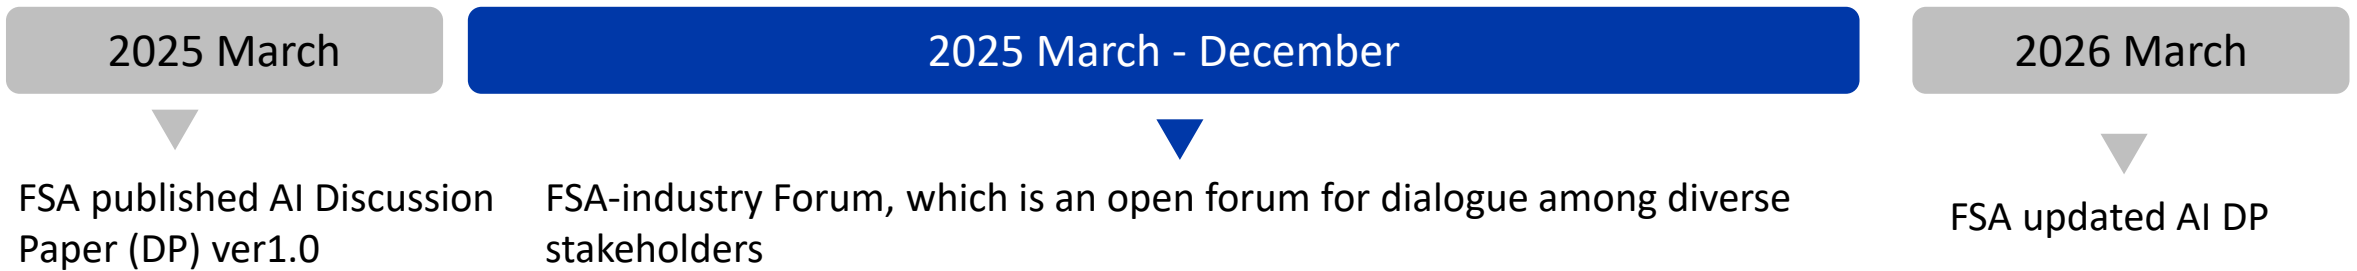 2025 March
2025 March - December
2026 March
FSA published AI Discussion
Paper (DP) ver1.0
FSA-industry Forum, which is an open forum for dialogue among diverse
stakeholders
FSA updated AI DP